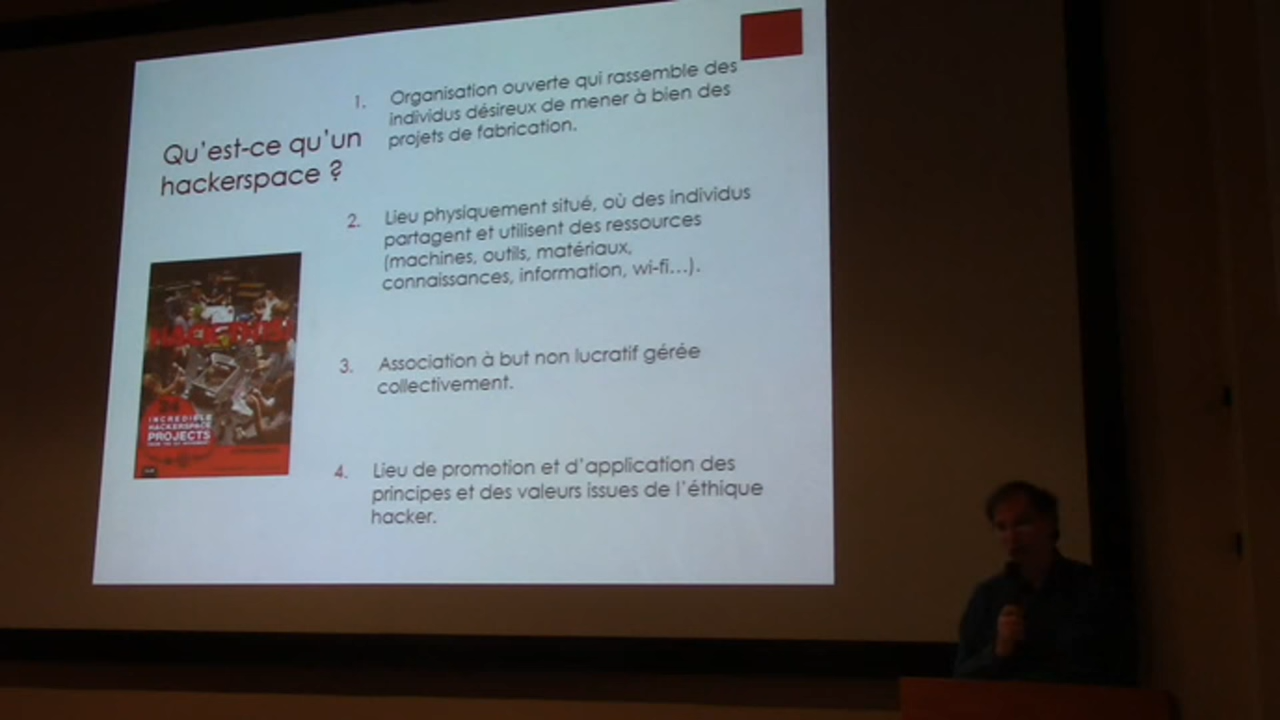 Qu'est-ce qu'un
hackerspace ?
1. Organisation ouverte qui rassemble des
individus désireux de mener à bien des
projets de fabrication.
2. Lieu physiquement situé, où des individus
partagent et utilisent des ressources
(machines, outils, matériaux,
connaissances, information, wi-fi...).
3. Association à but non lucratif gérée
collectivement.
4. Lieu de promotion et d'application des
principes et des valeurs issues de l'éthique
hacker.
INCREDIBLE
HACKERSPACE
PROJECTS